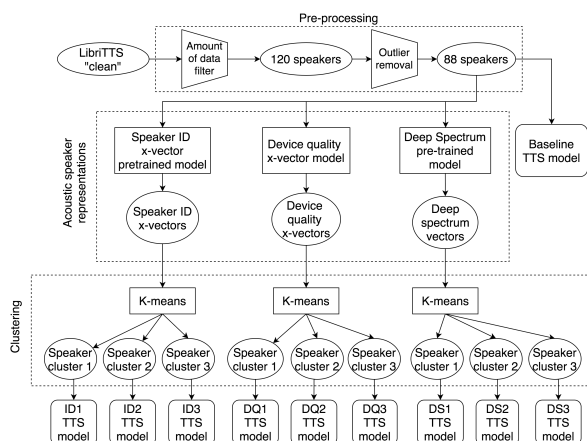 Pre-processing
LibriTTS
"clean"
Amount
of data
filter
120 speakers
Outlier
removal
88 speakers
Baseline
TTS model
Acoustic speaker
representations
Speaker ID
x-vector
pretrained model
Device quality
x-vector model
Deep Spectrum
pre-trained
model
Speaker ID
x-vectors
Device
quality
x-vectors
Deep
spectrum
vectors
Clustering
K-means
K-means
K-means
Speaker
cluster 1
Speaker
cluster 2
Speaker
cluster 3
Speaker
cluster 1
Speaker
cluster 2
Speaker
cluster 3
Speaker
cluster 1
Speaker
cluster 2
Speaker
cluster 3
ID1
TTS
model
ID2
TTS
model
ID3
TTS
model
DQ1
TTS
model
DQ2
TTS
model
DQ3
TTS
model
DS1
TTS
model
DS2
TTS
model
DS3
TTS
model